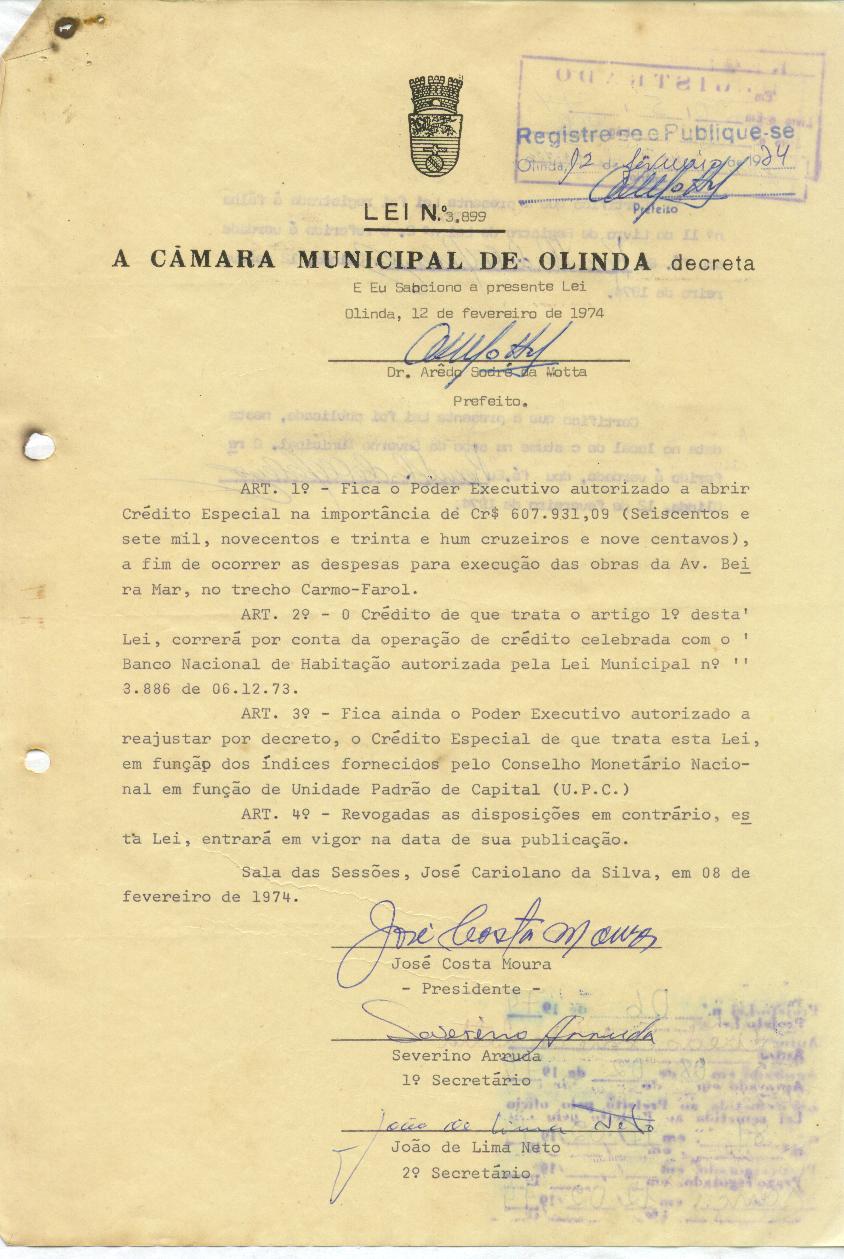 Registre-se e Publique-se
Olinda, 12 de fevereiro de 1974
Prefeito
LEI N.º 3.899
A CÂMARA MUNICIPAL DE OLINDA decreta
E Eu Sanciono a presente Lei
Olinda, 12 de fevereiro de 1974
Dr. Arêdo Sodré da Motta
Prefeito.
ART. 1º - Fica o Poder Executivo autorizado a abrir
Crédito Especial na importância de Cr$ 607.931,09 (Seiscentos e
sete mil, novecentos e trinta e hum cruzeiros e nove centavos),
a fim de ocorrer as despesas para execução das obras da Av. Bei
ra Mar, no trecho Carmo-Farol.
ART. 2º - O Crédito de que trata o artigo 1º desta'
Lei, correrá por conta da operação de crédito celebrada com o '
Banco Nacional de Habitação autorizada pela Lei Municipal nº ''
3.886 de 06.12.73.
ART. 3º - Fica ainda o Poder Executivo autorizado a
reajustar por decreto, o Crédito Especial de que trata esta Lei,
em função dos índices fornecidos pelo Conselho Monetário Nacio-
nal em função de Unidade Padrão de Capital (U.P.C.)
ART. 4º - Revogadas as disposições em contrário, es
ta Lei, entrará em vigor na data de sua publicação.
Sala das Sessões, José Cariolano da Silva, em 08 de
fevereiro de 1974.
José Costa Moura
José Costa Moura
- Presidente -
Severino Arruda
Severino Arruda
1º Secretário
João de Lima Neto
João de Lima Neto
2º Secretário